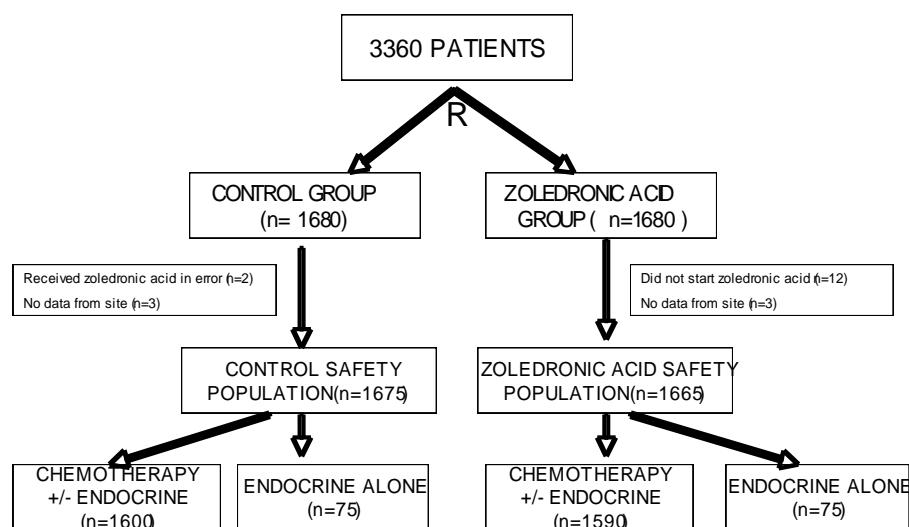 3360 PATIENTS
R
CONTROL GROUP
(n= 1680)
ZOLEDRONIC ACID
GROUP ( n=1680 )
Received zoledronic acid in error (n=2)
No data from site (n=3)
Did not start zoledronic acid (n=12)
No data from site (n=3)
CONTROL SAFETY
POPULATION(n=1675)
ZOLEDRONIC ACID SAFETY
POPULATION(n=1665)
CHEMOTHERAPY
+/- ENDOCRINE
(n=1600)
ENDOCRINE ALONE
(n=75)
CHEMOTHERAPY
+/- ENDOCRINE
(n=1590)
ENDOCRINE ALONE
(n=75)